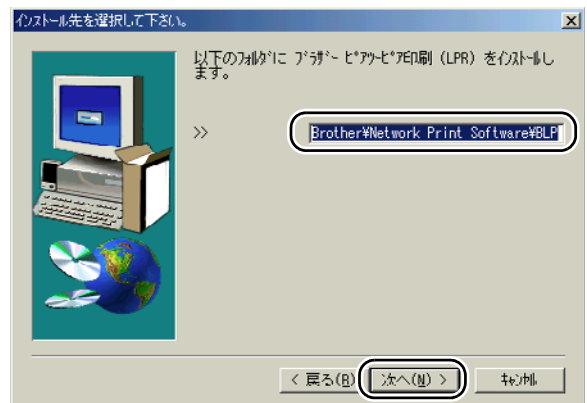 インストール先を選択して下さい。
以下のフォルダに ブラザー ピアツーピア印刷 (LPR) をインストールし
ます。
>> Brother¥Network Print Software¥BLP
< 戻る(B) 次へ(N) > キャンセル